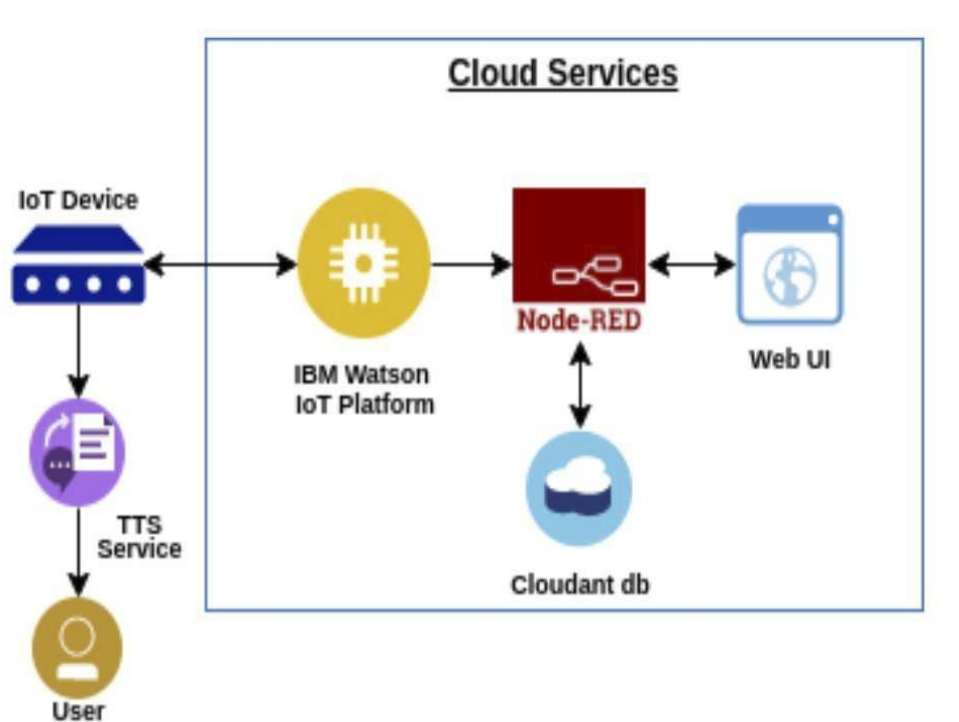 Cloud Services
IoT Device
Node-RED
Web UI
IBM Watson
IoT Platform
TTS
Service
Cloudant db
User